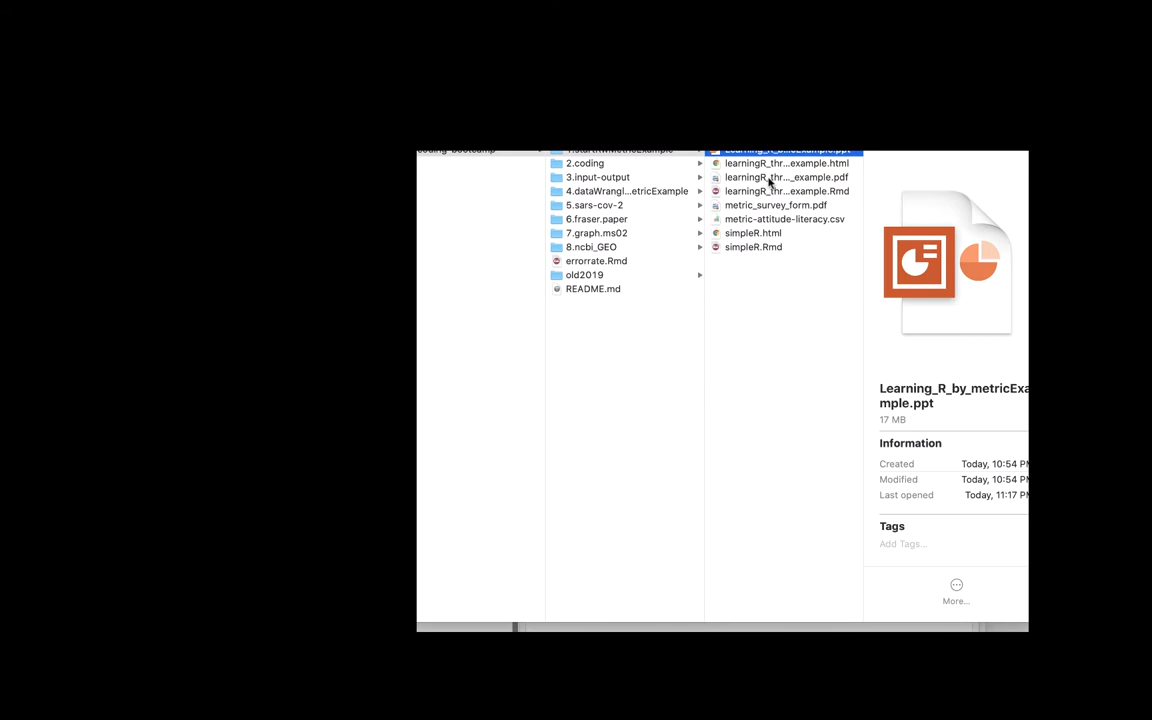 2.coding
3.input-output
4.dataWrangl...etricExample
5.sars-cov-2
6.fraser.paper
7.graph.ms02
8.ncbi_GEO
errorrate.Rmd
old2019
README.md
learningR_thr...example.html
learningR_thr..._example.pdf
learningR_thr...example.Rmd
metric_survey_form.pdf
metric-attitude-literacy.csv
simpleR.html
simpleR.Rmd
Learning_R_by_metricExa
mple.ppt
17 MB
Information
Created Today, 10:54 PM
Modified Today, 10:54 PM
Last opened Today, 11:17 PM
Tags
Add Tags...
More...